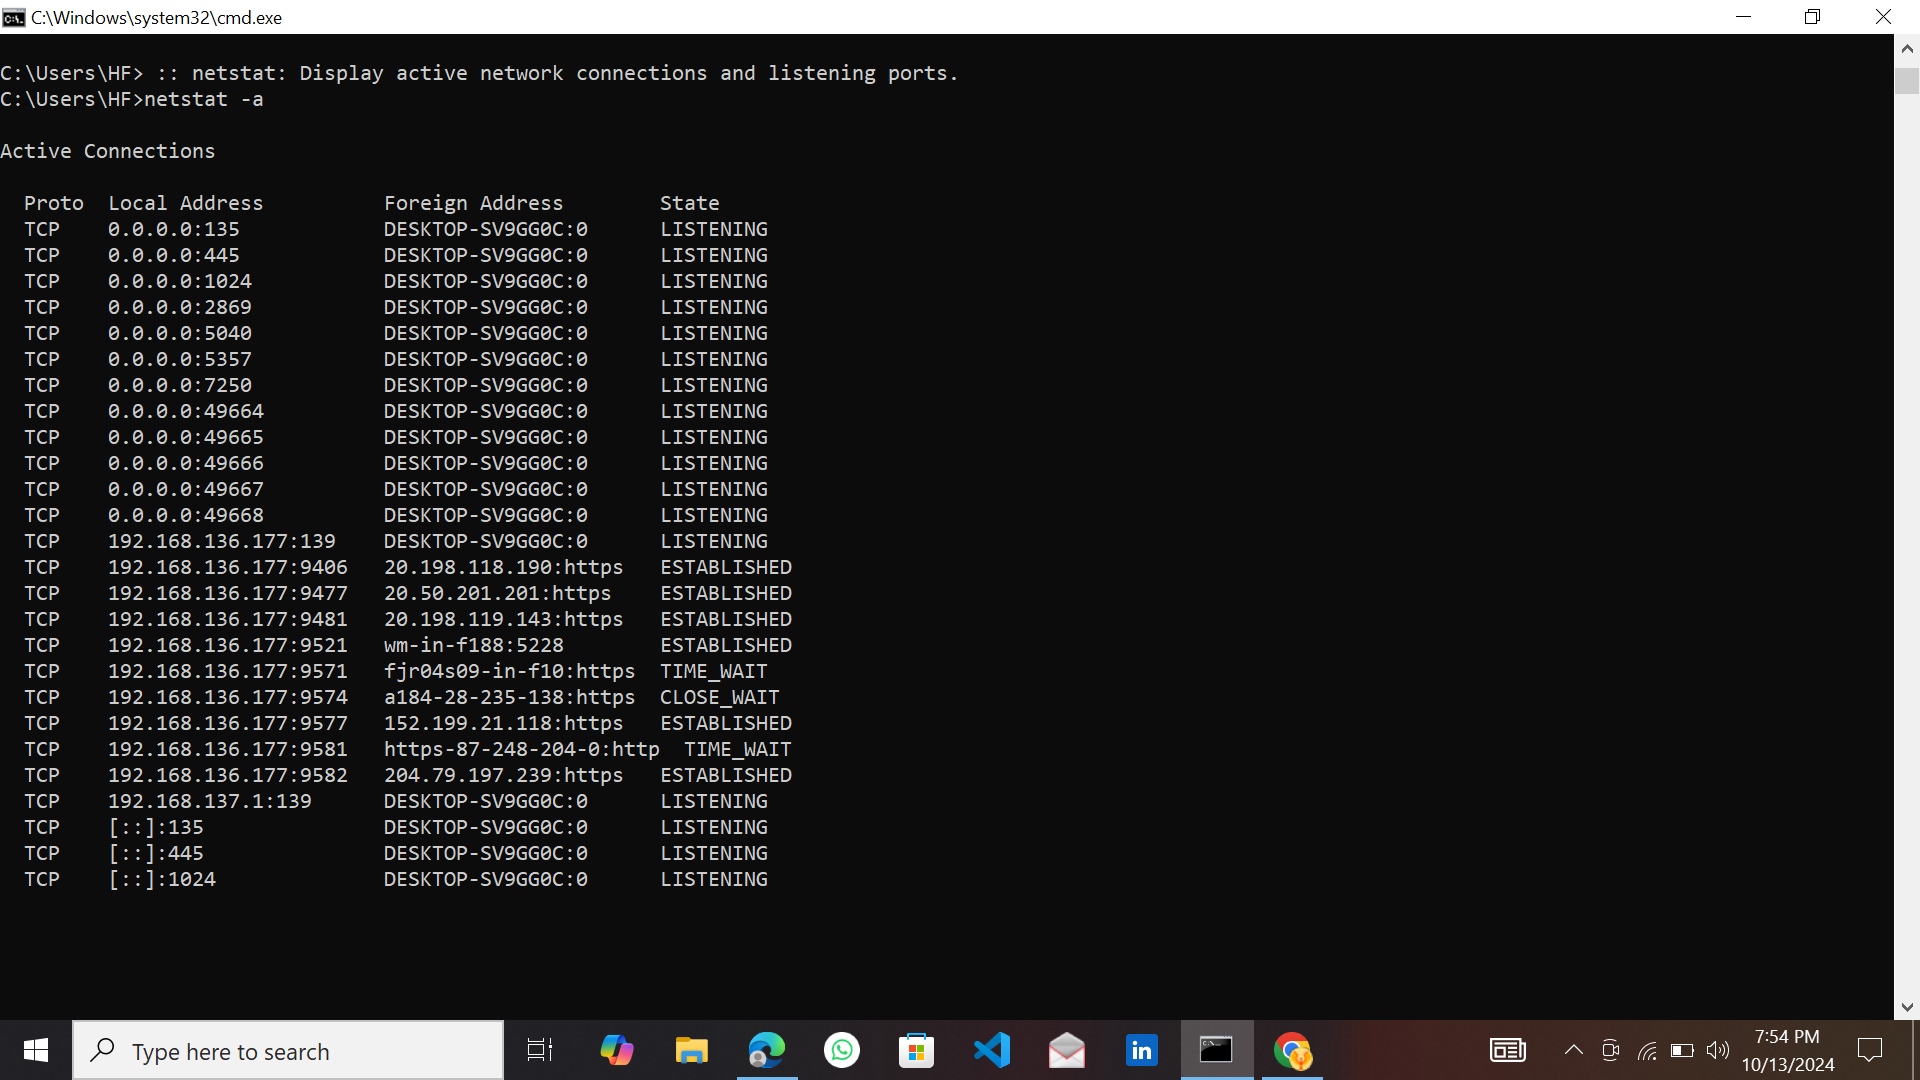 C:\Windows\system32\cmd.exe
C:\Users\HF> :: netstat: Display active network connections and listening ports.
C:\Users\HF>netstat -a
Active Connections
  Proto  Local Address          Foreign Address        State
  TCP    0.0.0.0:135            DESKTOP-SV9GG0C:0      LISTENING
  TCP    0.0.0.0:445            DESKTOP-SV9GG0C:0      LISTENING
  TCP    0.0.0.0:1024           DESKTOP-SV9GG0C:0      LISTENING
  TCP    0.0.0.0:2869           DESKTOP-SV9GG0C:0      LISTENING
  TCP    0.0.0.0:5040           DESKTOP-SV9GG0C:0      LISTENING
  TCP    0.0.0.0:5357           DESKTOP-SV9GG0C:0      LISTENING
  TCP    0.0.0.0:7250           DESKTOP-SV9GG0C:0      LISTENING
  TCP    0.0.0.0:49664          DESKTOP-SV9GG0C:0      LISTENING
  TCP    0.0.0.0:49665          DESKTOP-SV9GG0C:0      LISTENING
  TCP    0.0.0.0:49666          DESKTOP-SV9GG0C:0      LISTENING
  TCP    0.0.0.0:49667          DESKTOP-SV9GG0C:0      LISTENING
  TCP    0.0.0.0:49668          DESKTOP-SV9GG0C:0      LISTENING
  TCP    192.168.136.177:139    DESKTOP-SV9GG0C:0      LISTENING
  TCP    192.168.136.177:9406   20.198.118.190:https   ESTABLISHED
  TCP    192.168.136.177:9477   20.50.201.201:https    ESTABLISHED
  TCP    192.168.136.177:9481   20.198.119.143:https   ESTABLISHED
  TCP    192.168.136.177:9521   wm-in-f188:5228        ESTABLISHED
  TCP    192.168.136.177:9571   fjr04s09-in-f10:https  TIME_WAIT
  TCP    192.168.136.177:9574   a184-28-235-138:https  CLOSE_WAIT
  TCP    192.168.136.177:9577   152.199.21.118:https   ESTABLISHED
  TCP    192.168.136.177:9581   https-87-248-204-0:http  TIME_WAIT
  TCP    192.168.136.177:9582   204.79.197.239:https   ESTABLISHED
  TCP    192.168.137.1:139      DESKTOP-SV9GG0C:0      LISTENING
  TCP    [::]:135               DESKTOP-SV9GG0C:0      LISTENING
  TCP    [::]:445               DESKTOP-SV9GG0C:0      LISTENING
  TCP    [::]:1024              DESKTOP-SV9GG0C:0      LISTENING
Type here to search
7:54 PM
10/13/2024